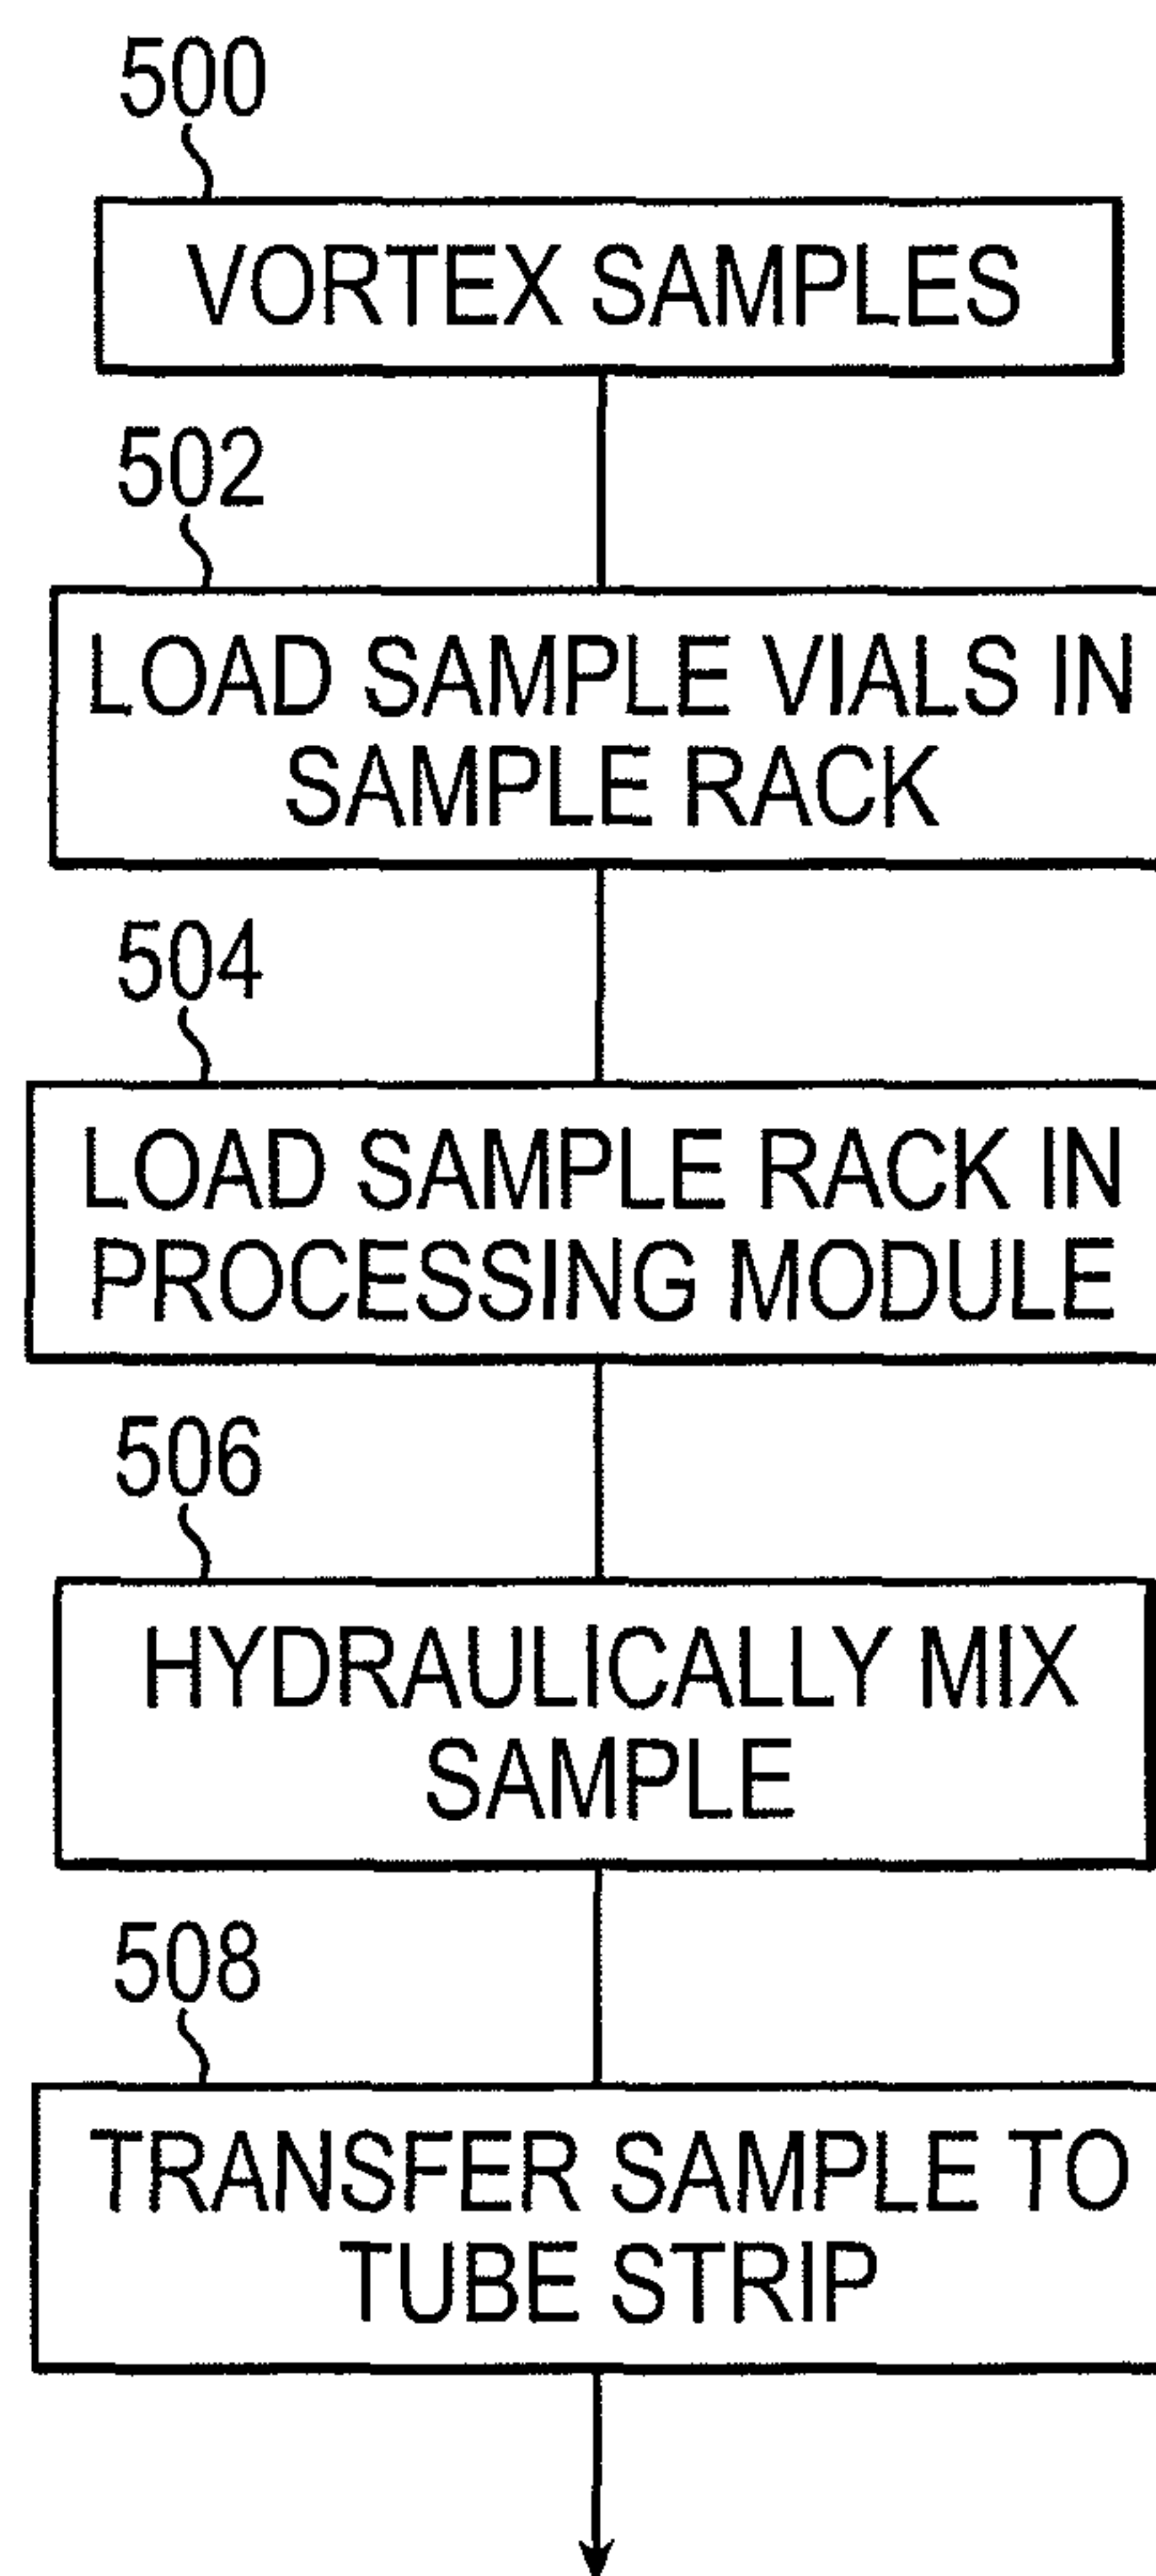 500
VORTEX SAMPLES
502
LOAD SAMPLE VIALS IN
SAMPLE RACK
504
LOAD SAMPLE RACK IN
PROCESSING MODULE
506
HYDRAULICALLY MIX
SAMPLE
508
TRANSFER SAMPLE TO
TUBE STRIP